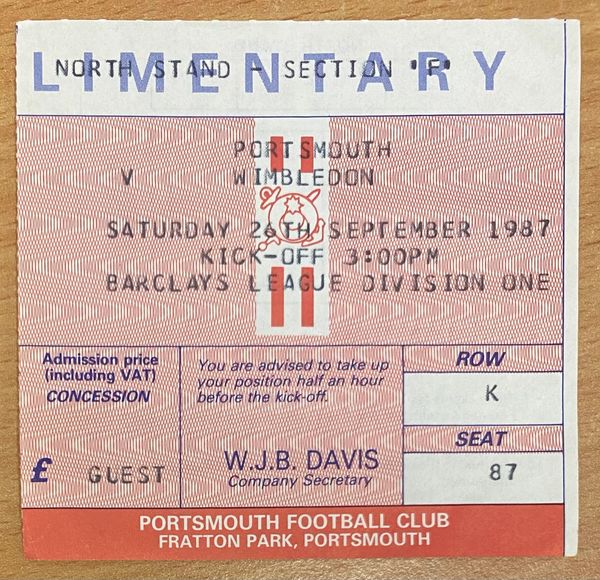 LIMENTARY
NORTH STAND - SECTION 'F'
PORTSMOUTH
V WIMBLEDON
SATURDAY 26TH SEPTEMBER 1987
KICK-OFF 3:00PM
BARCLAYS LEAGUE DIVISION ONE
Admission price
(including VAT)
CONCESSION
£ GUEST
You are advised to take up
your position half an hour
before the kick-off.
W.J.B. DAVIS
Company Secretary
ROW
K
SEAT
87
PORTSMOUTH FOOTBALL CLUB
FRATTON PARK, PORTSMOUTH